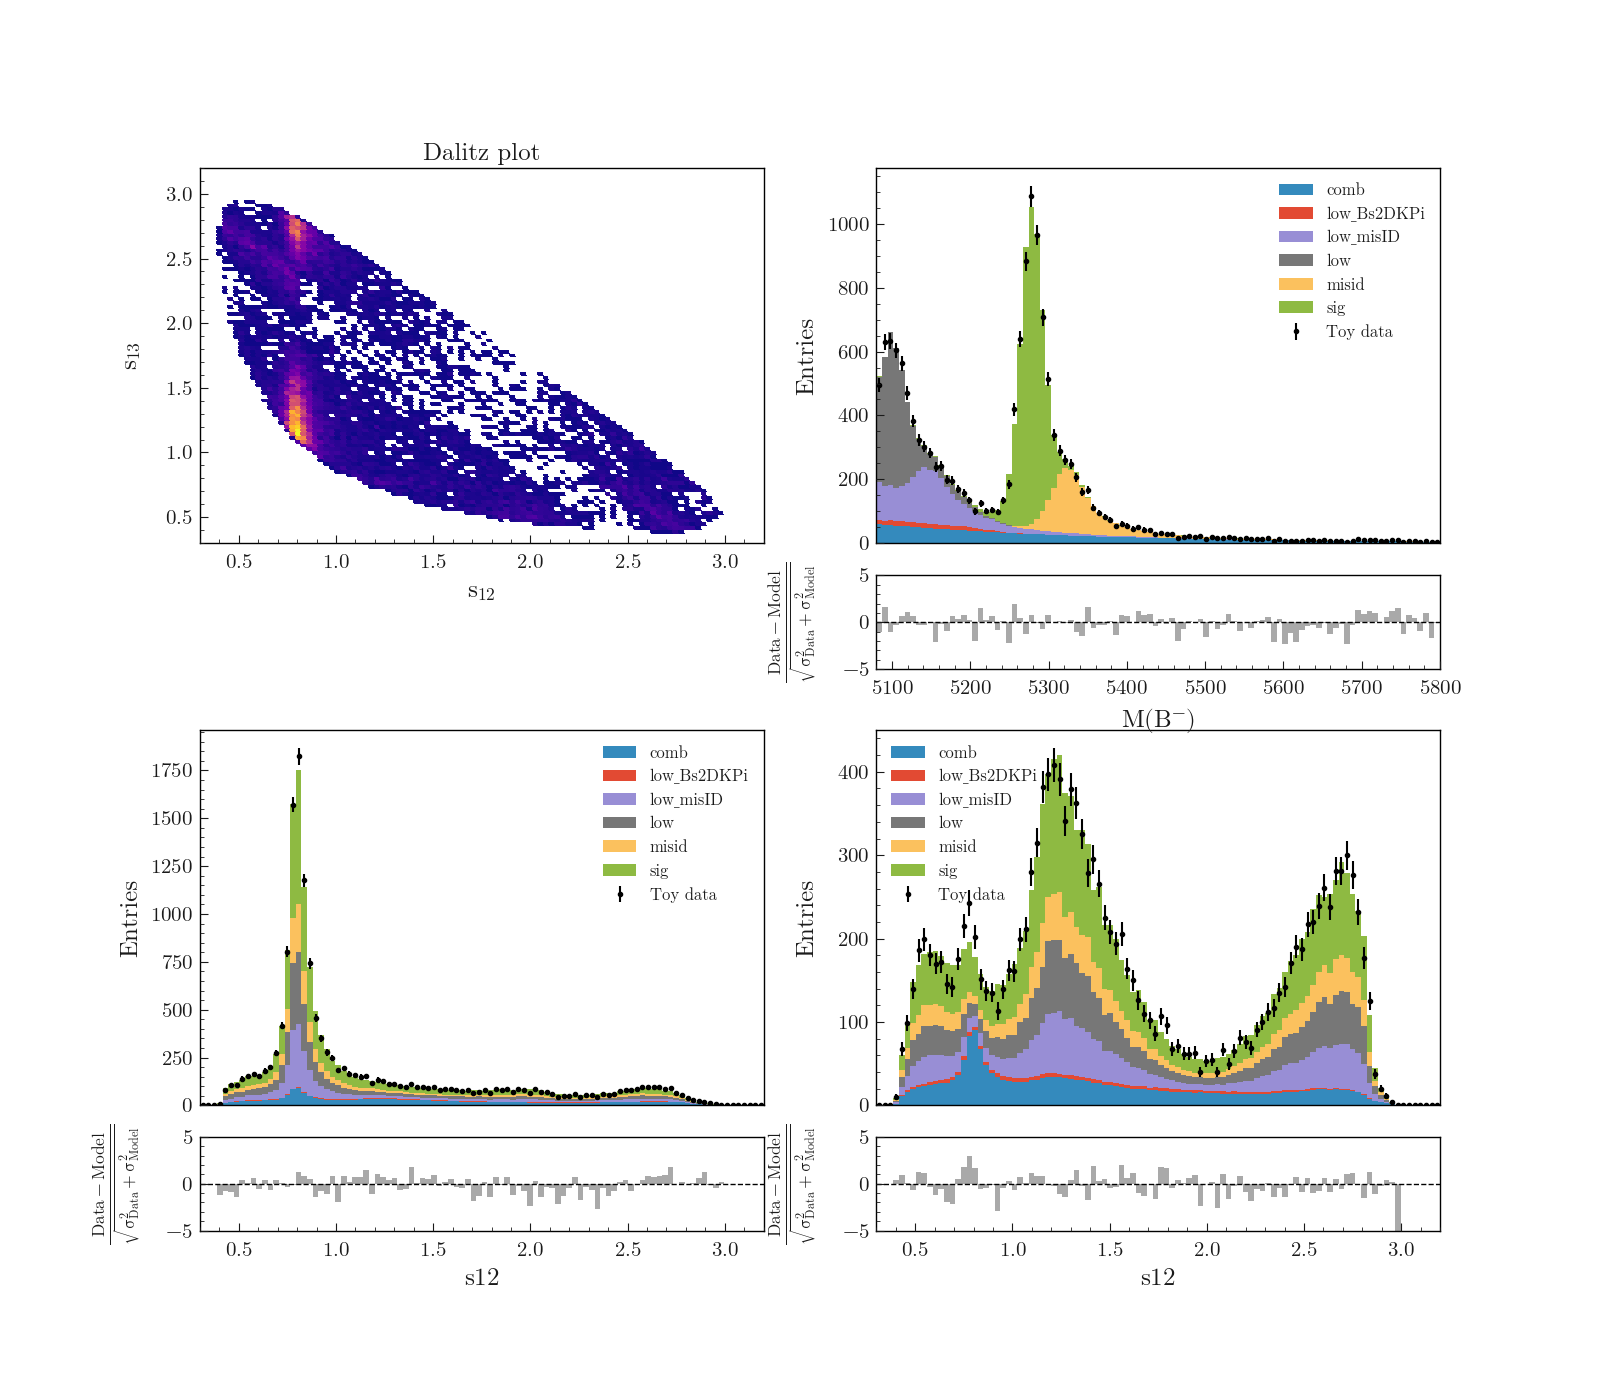 Dalitz plot
s13
3.0
2.5
2.0
1.5
1.0
0.5
0.5 1.0 1.5 2.0 2.5 3.0
s12
Entries
1000
800
600
400
200
0
comb
low_Bs2DKPi
low_misID
low
misid
sig
Toy data
Data − Model
√σ²Data + σ²Model
5
0
−5
5100 5200 5300 5400 5500 5600 5700 5800
M(B⁻)
Entries
1750
1500
1250
1000
750
500
250
0
comb
low_Bs2DKPi
low_misID
low
misid
sig
Toy data
Data − Model
√σ²Data + σ²Model
5
0
−5
0.5 1.0 1.5 2.0 2.5 3.0
s12
Entries
400
300
200
100
0
comb
low_Bs2DKPi
low_misID
low
misid
sig
Toy data
Data − Model
√σ²Data + σ²Model
5
0
−5
0.5 1.0 1.5 2.0 2.5 3.0
s12